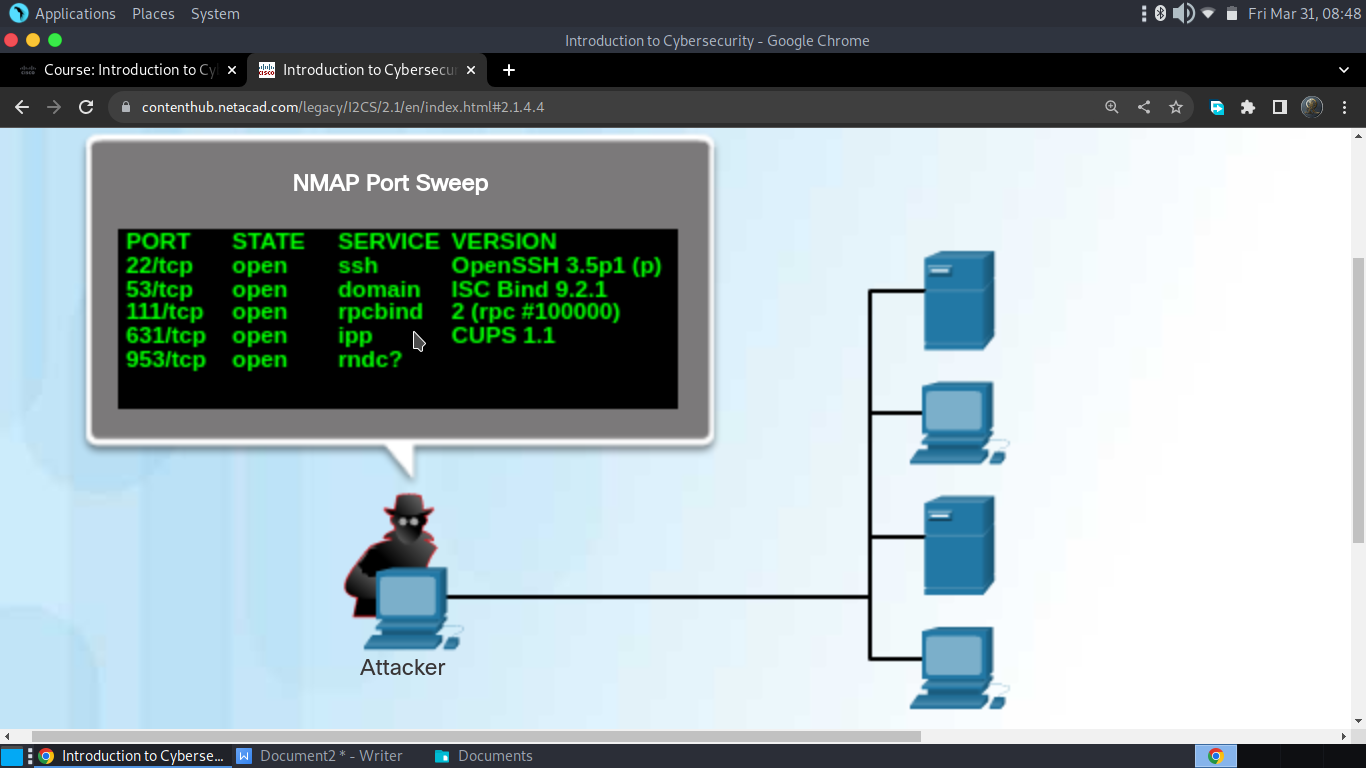 Applications Places System Fri Mar 31, 08:48
Introduction to Cybersecurity - Google Chrome
Course: Introduction to Cy Introduction to Cybersecur
contenthub.netacad.com/legacy/I2CS/2.1/en/index.html#2.1.4.4
NMAP Port Sweep
PORT STATE SERVICE VERSION
22/tcp open ssh OpenSSH 3.5p1 (p)
53/tcp open domain ISC Bind 9.2.1
111/tcp open rpcbind 2 (rpc #100000)
631/tcp open ipp CUPS 1.1
953/tcp open rndc?
Attacker
Introduction to Cyberse... Document2 * - Writer Documents